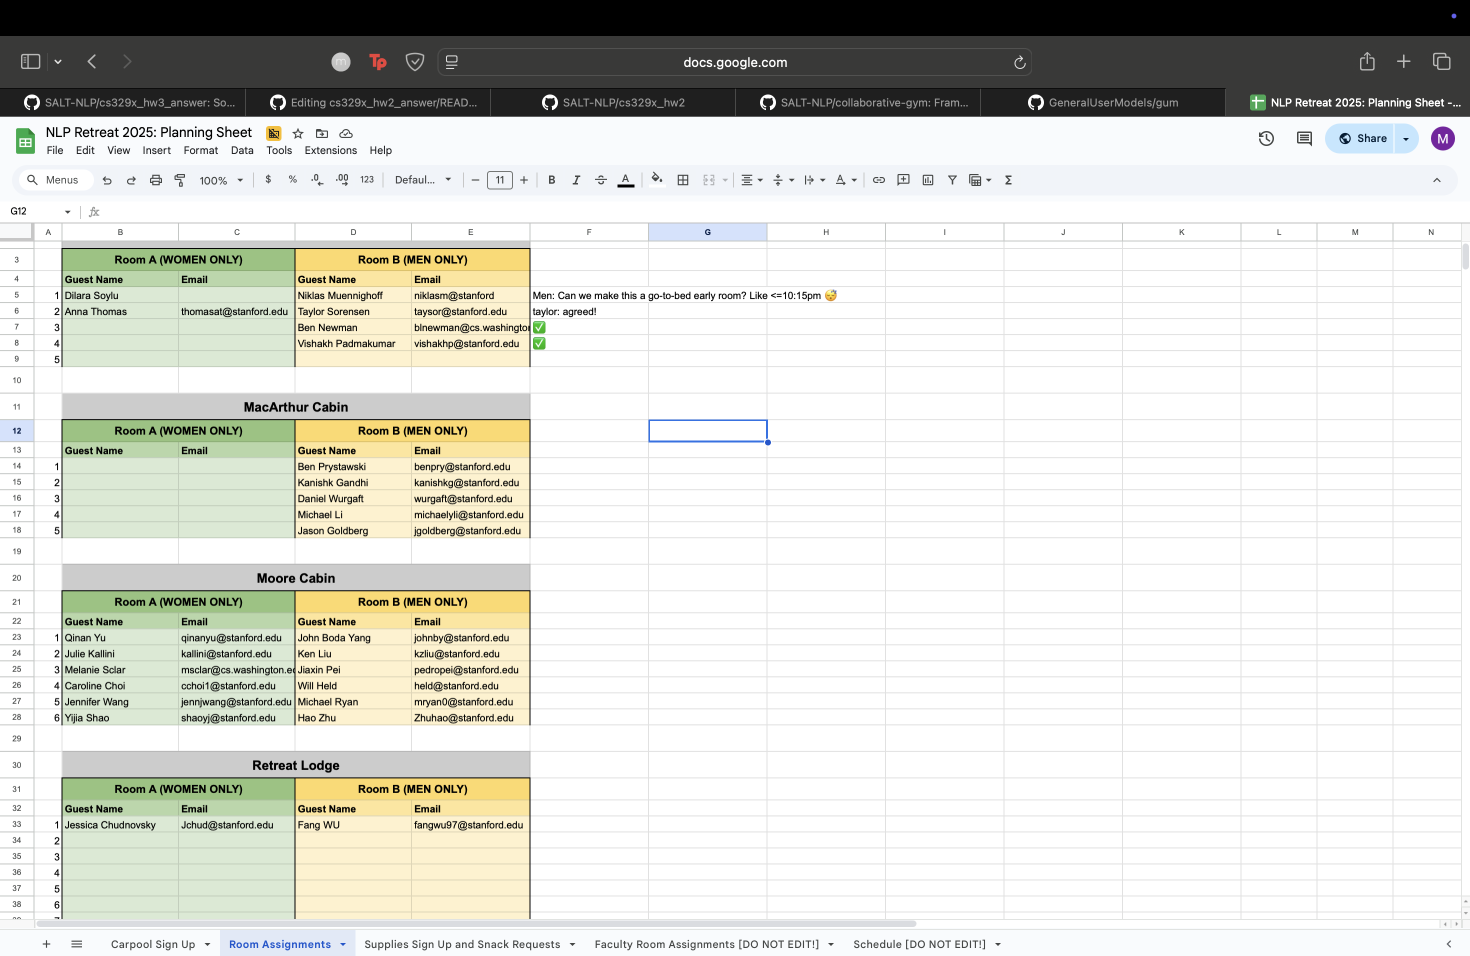 docs.google.com
SALT-NLP/cs329x_hw3_answer: So...
Editing cs329x_hw2_answer/READ...
SALT-NLP/cs329x_hw2
SALT-NLP/collaborative-gym: Fram...
GeneralUserModels/gum
NLP Retreat 2025: Planning Sheet -...
NLP Retreat 2025: Planning Sheet
File Edit View Insert Format Data Tools Extensions Help
Share
M
Menus 100% $ % .0 .00 123 Defaul... 11 B I A
G12 fx
A B C D E F G H I J K L M N
3 Room A (WOMEN ONLY) Room B (MEN ONLY)
4 Guest Name Email Guest Name Email
5 1 Dilara Soylu Niklas Muennighoff niklasm@stanford Men: Can we make this a go-to-bed early room? Like <=10:15pm 😴
6 2 Anna Thomas thomasat@stanford.edu Taylor Sorensen taysor@stanford.edu taylor: agreed!
7 3 Ben Newman blnewman@cs.washington ✅
8 4 Vishakh Padmakumar vishakhp@stanford.edu ✅
9 5
10
11 MacArthur Cabin
12 Room A (WOMEN ONLY) Room B (MEN ONLY)
13 Guest Name Email Guest Name Email
14 1 Ben Prystawski benpry@stanford.edu
15 2 Kanishk Gandhi kanishkg@stanford.edu
16 3 Daniel Wurgaft wurgaft@stanford.edu
17 4 Michael Li michaelyli@stanford.edu
18 5 Jason Goldberg jgoldberg@stanford.edu
19
20 Moore Cabin
21 Room A (WOMEN ONLY) Room B (MEN ONLY)
22 Guest Name Email Guest Name Email
23 1 Qinan Yu qinanyu@stanford.edu John Boda Yang johnby@stanford.edu
24 2 Julie Kallini kallini@stanford.edu Ken Liu kzliu@stanford.edu
25 3 Melanie Sclar msclar@cs.washington.ed Jiaxin Pei pedropei@stanford.edu
26 4 Caroline Choi cchoi1@stanford.edu Will Held held@stanford.edu
27 5 Jennifer Wang jennjwang@stanford.edu Michael Ryan mryan0@stanford.edu
28 6 Yijia Shao shaoyj@stanford.edu Hao Zhu Zhuhao@stanford.edu
29
30 Retreat Lodge
31 Room A (WOMEN ONLY) Room B (MEN ONLY)
32 Guest Name Email Guest Name Email
33 1 Jessica Chudnovsky Jchud@stanford.edu Fang WU fangwu97@stanford.edu
34 2
35 3
36 4
37 5
38 6
Carpool Sign Up Room Assignments Supplies Sign Up and Snack Requests Faculty Room Assignments [DO NOT EDIT!] Schedule [DO NOT EDIT!]